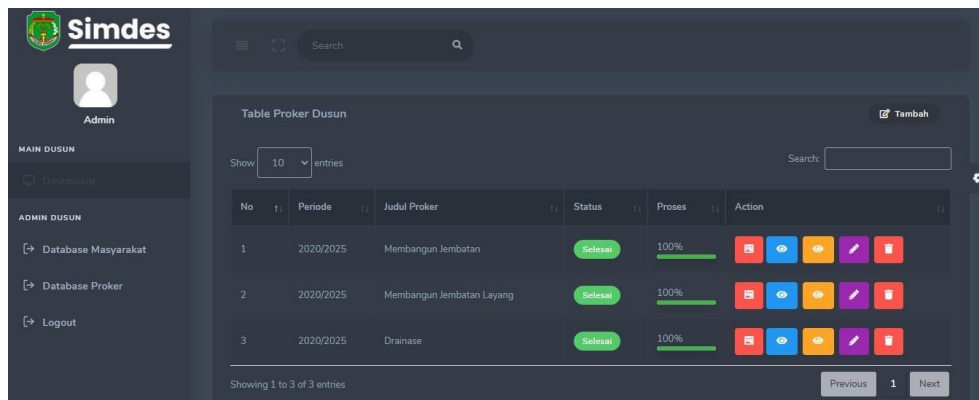 Simdes
Admin
MAIN DUSUN
Dashboard
ADMIN DUSUN
Database Masyarakat
Database Proker
Logout
Search
Table Proker Dusun
Tambah
Show 10 entries
Search:
No Periode Judul Proker Status Proses Action
1 2020/2025 Membangun Jembatan Selesai 100%
2 2020/2025 Membangun Jembatan Layang Selesai 100%
3 2020/2025 Drainase Selesai 100%
Showing 1 to 3 of 3 entries
Previous 1 Next